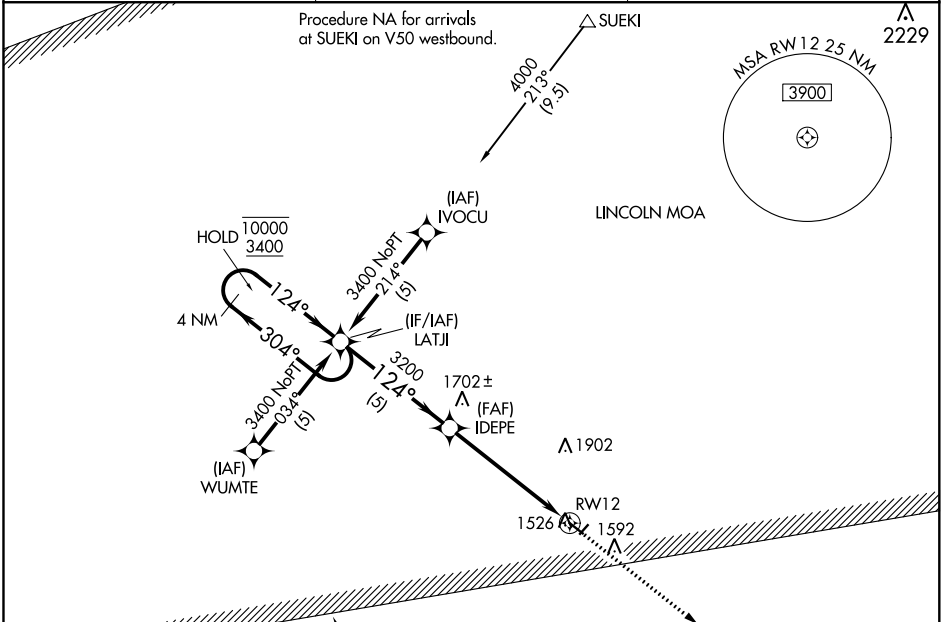 Procedure NA for arrivals
at SUEKI on V50 westbound.
SUEKI
2229
4000
213°
(9.5)
MSA RW12 25 NM
3900
(IAF)
IVOCU
LINCOLN MOA
HOLD
10000
3400
3400 NoPT
214°
(5)
124°
4 NM
304°
(IF/IAF)
LATJI
3200
124°
(5)
1702 ±
(FAF)
IDEPE
3400 NoPT
034°
(5)
(IAF)
WUMTE
1902
RW12
1526
1592